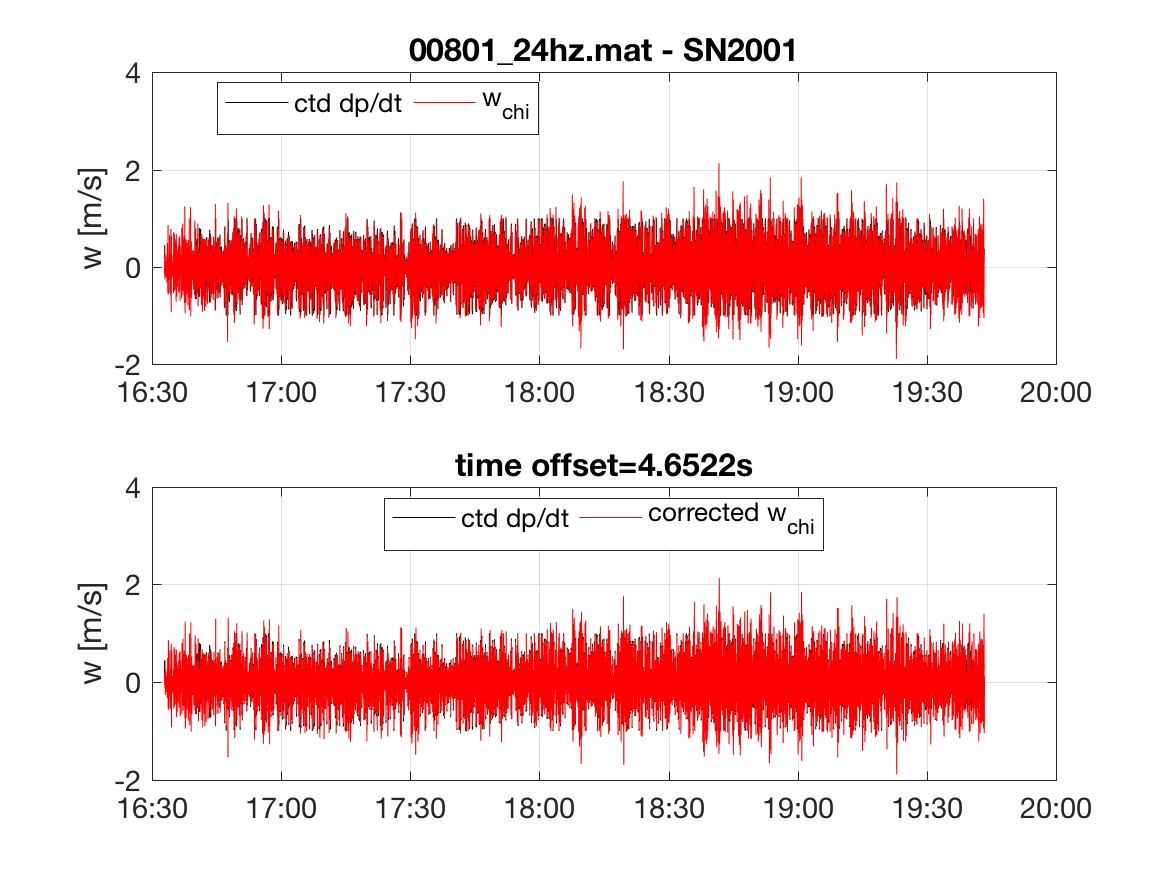 00801_24hz.mat - SN2001
4
ctd dp/dt w_chi
2
w [m/s]
0
-2
16:30 17:00 17:30 18:00 18:30 19:00 19:30 20:00
time offset=4.6522s
4
ctd dp/dt corrected w_chi
2
w [m/s]
0
-2
16:30 17:00 17:30 18:00 18:30 19:00 19:30 20:00